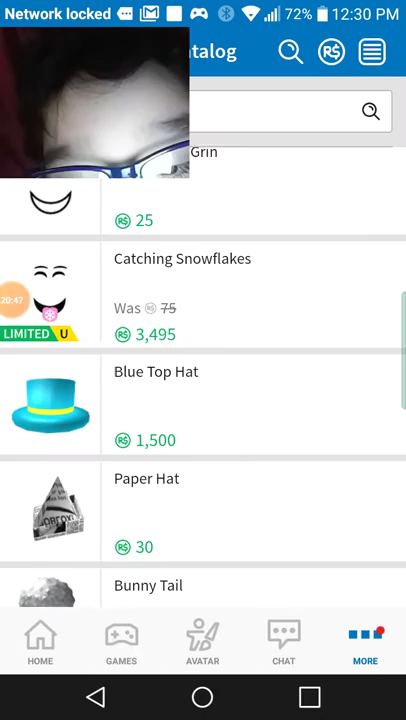 Network locked 72% 12:30 PM
atalog
R$
Grin
R$ 25
Catching Snowflakes
20:47
Was R$ 75
LIMITED U
R$ 3,495
Blue Top Hat
R$ 1,500
Paper Hat
ROBLOX
R$ 30
Bunny Tail
HOME GAMES AVATAR CHAT MORE